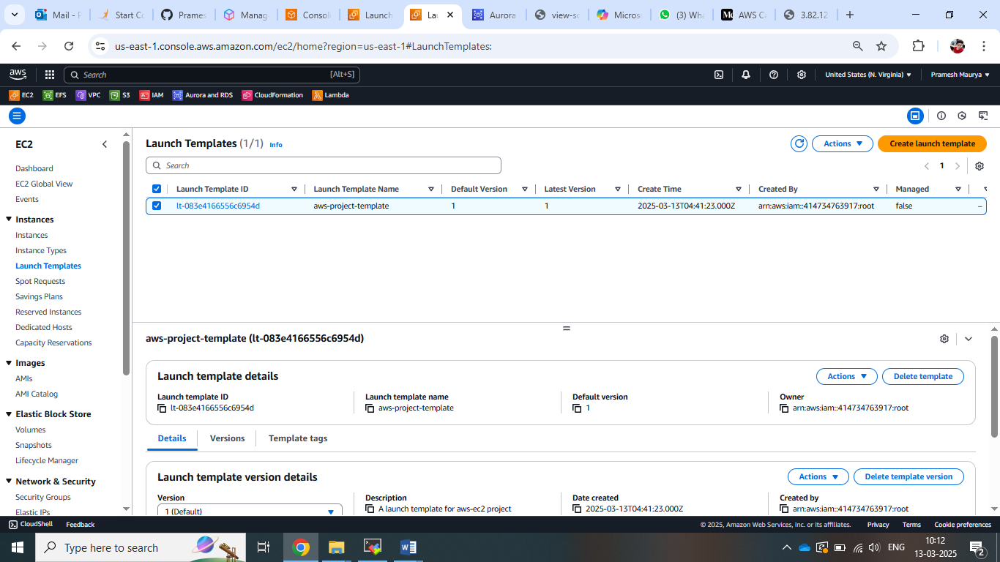 Mail - P
Start Co
Prames
Manag
Consol
Launch
Lau
Aurora
view-so
Micros
(3) Wha
AWS Ce
3.82.12
us-east-1.console.aws.amazon.com/ec2/home?region=us-east-1#LaunchTemplates:
aws Search [Alt+S] United States (N. Virginia) Pramesh Maurya
EC2 EFS VPC S3 IAM Aurora and RDS CloudFormation Lambda
EC2
Dashboard
EC2 Global View
Events
Instances
Instances
Instance Types
Launch Templates
Spot Requests
Savings Plans
Reserved Instances
Dedicated Hosts
Capacity Reservations
Images
AMIs
AMI Catalog
Elastic Block Store
Volumes
Snapshots
Lifecycle Manager
Network & Security
Security Groups
Elastic IPs
Launch Templates (1/1) Info Actions Create launch template
Search 1
Launch Template ID Launch Template Name Default Version Latest Version Create Time Created By Managed
lt-083e4166556c6954d aws-project-template 1 1 2025-03-13T04:41:23.000Z arn:aws:iam::414734763917:root false –
aws-project-template (lt-083e4166556c6954d)
Launch template details Actions Delete template
Launch template ID Launch template name Default version Owner
lt-083e4166556c6954d aws-project-template 1 arn:aws:iam::414734763917:root
Details Versions Template tags
Launch template version details Actions Delete template version
Version Description Date created Created by
1 (Default) A launch template for aws-ec2 project 2025-03-13T04:41:23.000Z arn:aws:iam::414734763917:root
CloudShell Feedback © 2025, Amazon Web Services, Inc. or its affiliates. Privacy Terms Cookie preferences
Type here to search ENG 10:12
13-03-2025 2